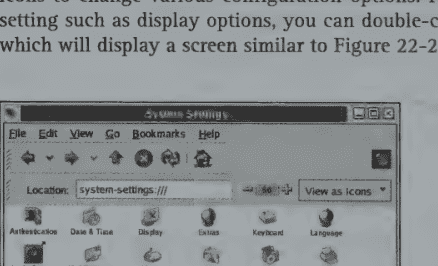 icons to change various configuration options.
setting such as display options, you can double-c
which will display a screen similar to Figure 22-2
System Settings
File Edit View Go Bookmarks Help
Location: system-settings:/// View as Icons
Authentication Date & Time Display Extras Keyboard Language